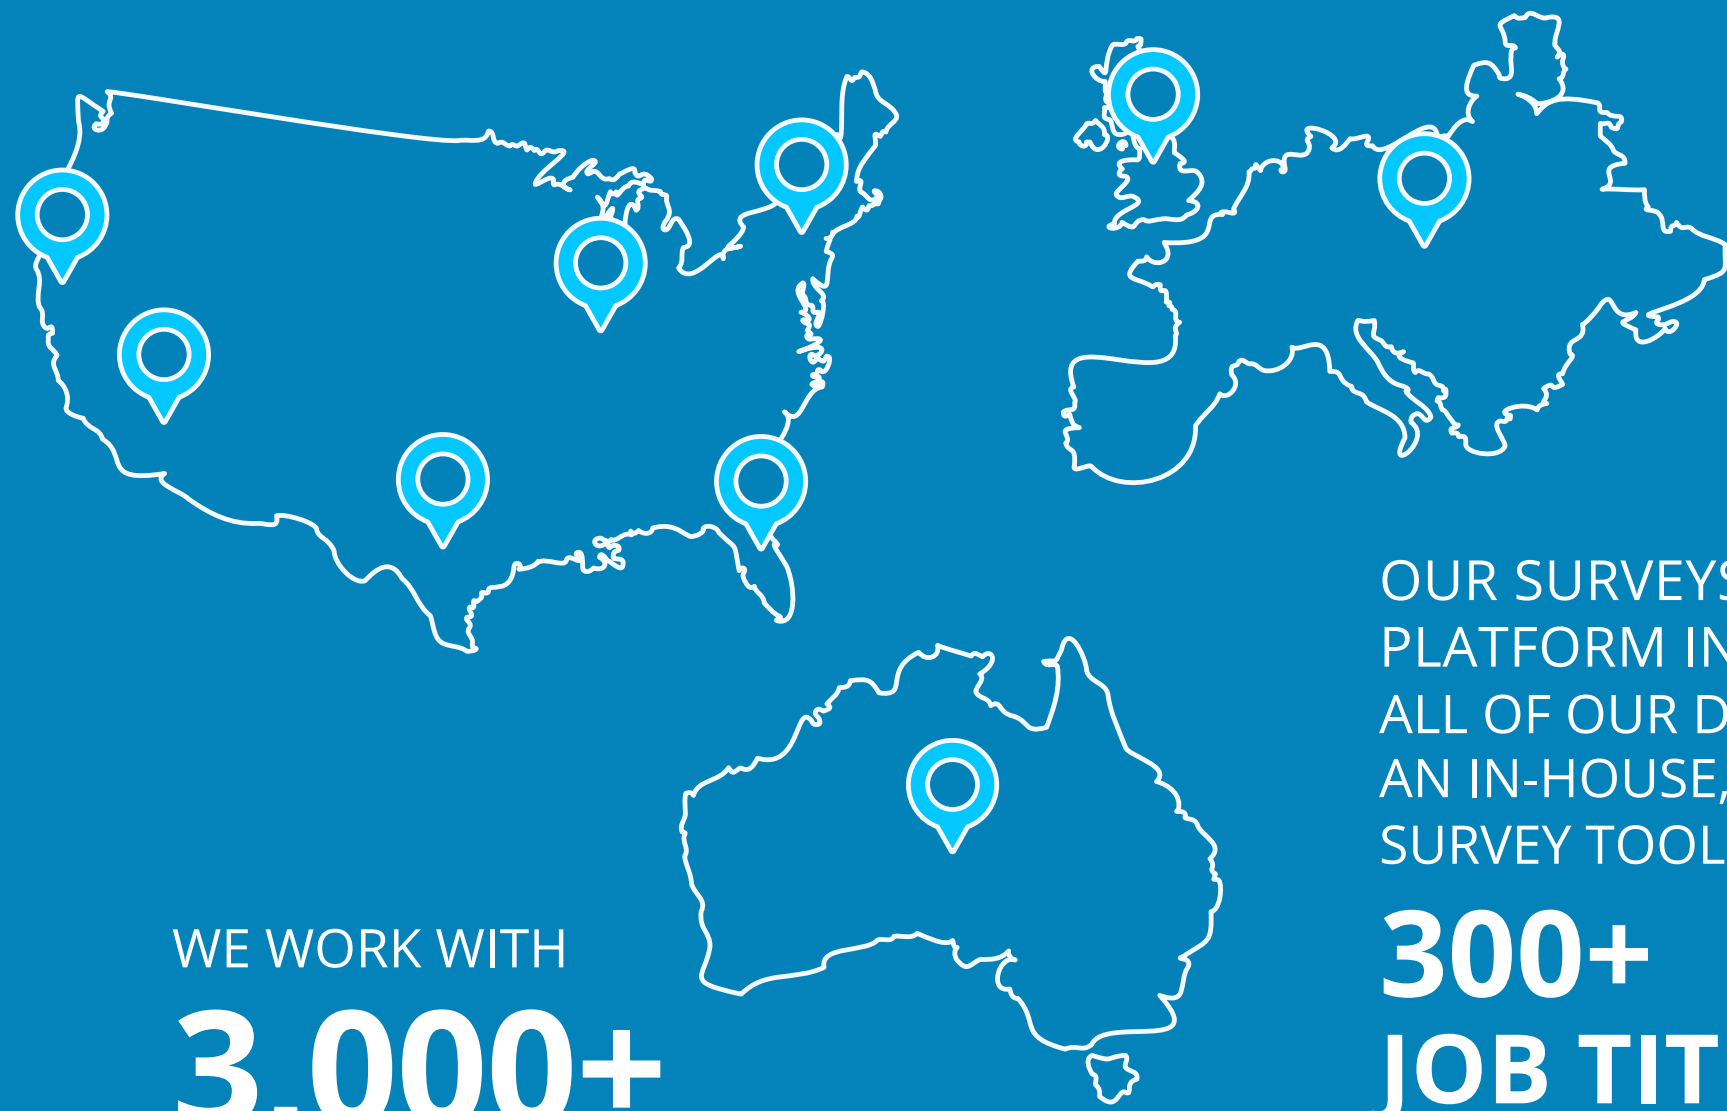 OUR SURVEYS
PLATFORM IN
ALL OF OUR D
AN IN-HOUSE,
SURVEY TOOL
300+
JOB TIT
WE WORK WITH
3,000+